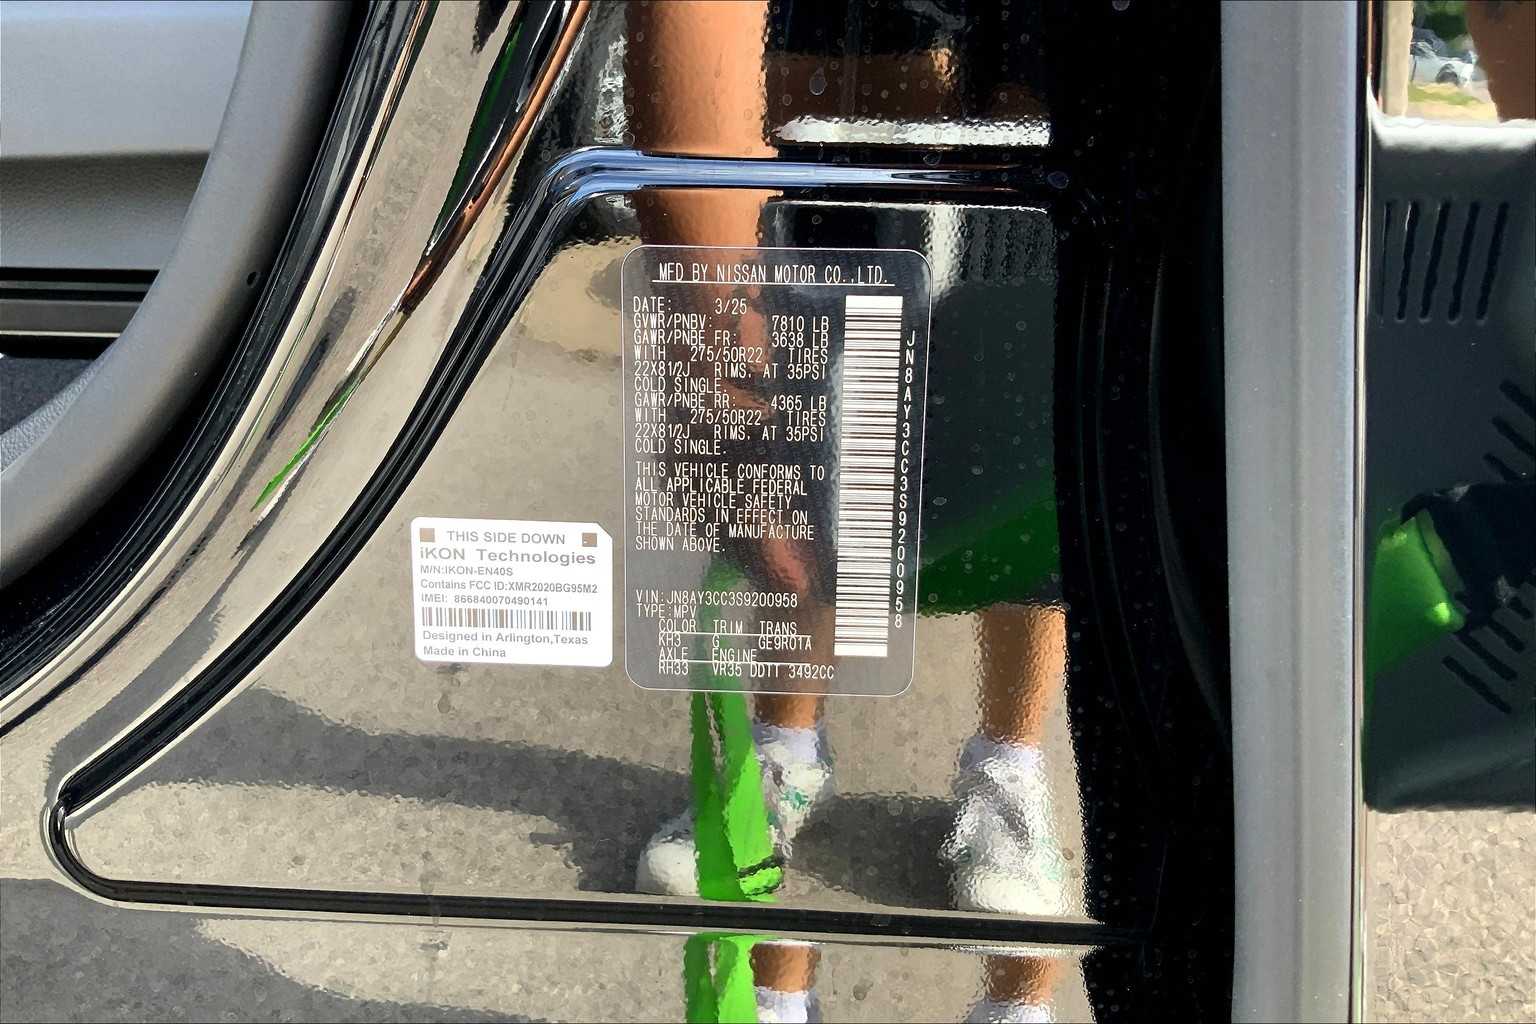 MFD BY NISSAN MOTOR CO.,LTD.
DATE: 3/25
GVWR/PNBV: 7810 LB
GAWR/PNBE FR: 3638 LB
WITH 275/50R22 TIRES
22X81/2J RIMS, AT 35PSI
COLD SINGLE.
GAWR/PNBE RR: 4365 LB
WITH 275/50R22 TIRES
22X81/2J RIMS, AT 35PSI
COLD SINGLE.
THIS VEHICLE CONFORMS TO
ALL APPLICABLE FEDERAL
MOTOR VEHICLE SAFETY
STANDARDS IN EFFECT ON
THE DATE OF MANUFACTURE
SHOWN ABOVE.
VIN:JN8AY3CC3S9200958
TYPE:MPV
COLOR TRIM TRANS
KH3 G GE9R01A
AXLE ENGINE
RH33 VR35 DDTT 3492CC
JN8AY3CC3S9200958
THIS SIDE DOWN
iKON Technologies
M/N:IKON-EN40S
Contains FCC ID:XMR2020BG95M2
IMEI: 866840070490141
Designed in Arlington,Texas
Made in China